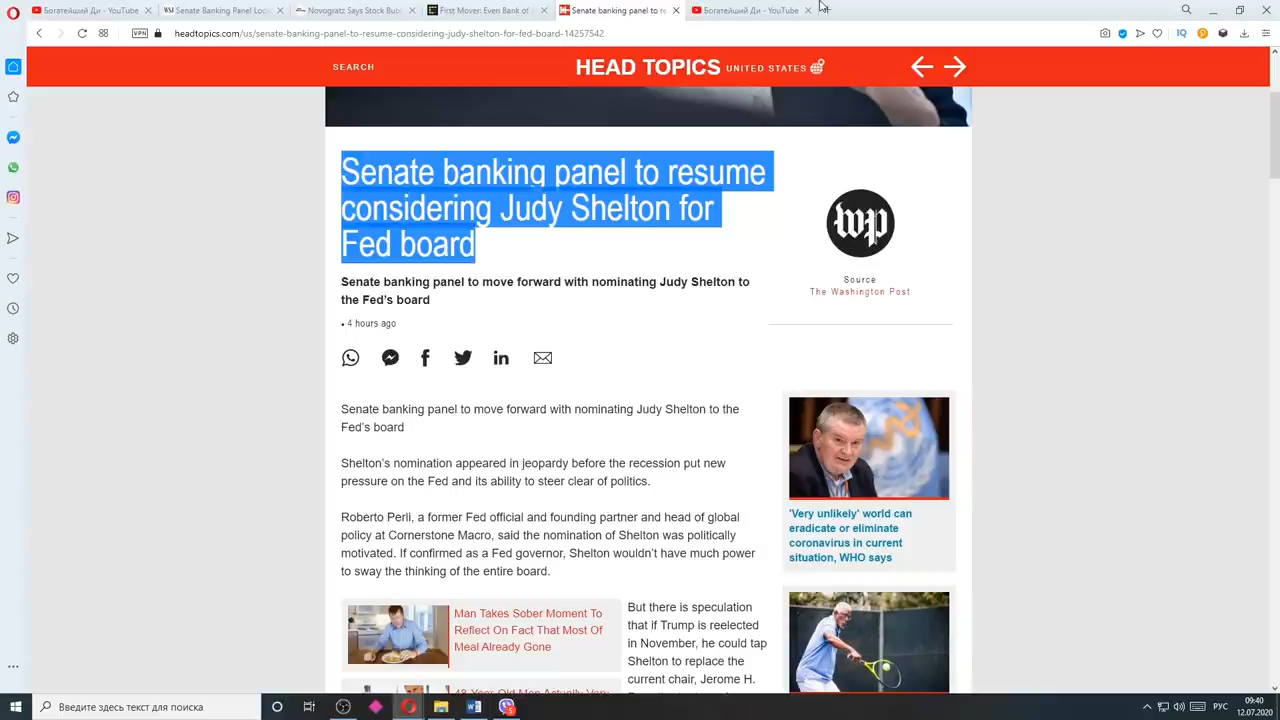 Богатейший Ди - YouTube
Senate Banking Panel Look
Novogratz Says Stock Bub
First Mover: Even Bank of
Senate banking panel to re
Богатейший Ди - YouTube
VPN
headtopics.com/us/senate-banking-panel-to-resume-considering-judy-shelton-for-fed-board-14257542
IQ
SEARCH
HEAD TOPICS UNITED STATES
Senate banking panel to resume
considering Judy Shelton for
Fed board
wp
Source
The Washington Post
Senate banking panel to move forward with nominating Judy Shelton to
the Fed's board
• 4 hours ago
Senate banking panel to move forward with nominating Judy Shelton to the
Fed's board
Shelton's nomination appeared in jeopardy before the recession put new
pressure on the Fed and its ability to steer clear of politics.
Roberto Perli, a former Fed official and founding partner and head of global
policy at Cornerstone Macro, said the nomination of Shelton was politically
motivated. If confirmed as a Fed governor, Shelton wouldn't have much power
to sway the thinking of the entire board.
'Very unlikely' world can
eradicate or eliminate
coronavirus in current
situation, WHO says
Man Takes Sober Moment To
Reflect On Fact That Most Of
Meal Already Gone
But there is speculation
that if Trump is reelected
in November, he could tap
Shelton to replace the
current chair, Jerome H.
48-Year-Old Man Actually Very
Введите здесь текст для поиска
5
РУС
09:40
12.07.2020